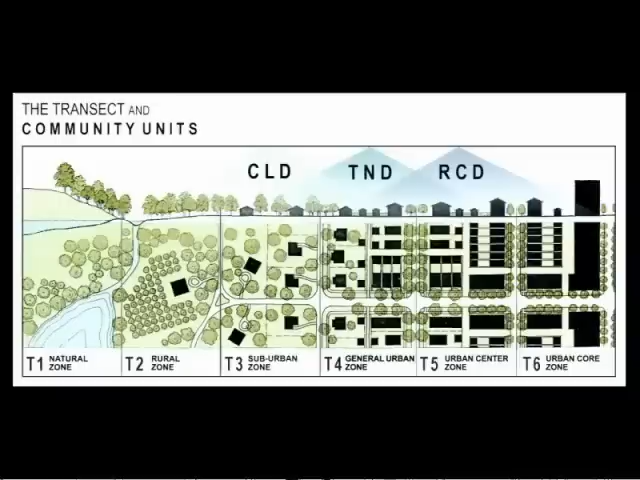 THE TRANSECT AND
COMMUNITY UNITS
CLD TND RCD
T1 NATURAL ZONE
T2 RURAL ZONE
T3 SUB-URBAN ZONE
T4 GENERAL URBAN ZONE
T5 URBAN CENTER ZONE
T6 URBAN CORE ZONE